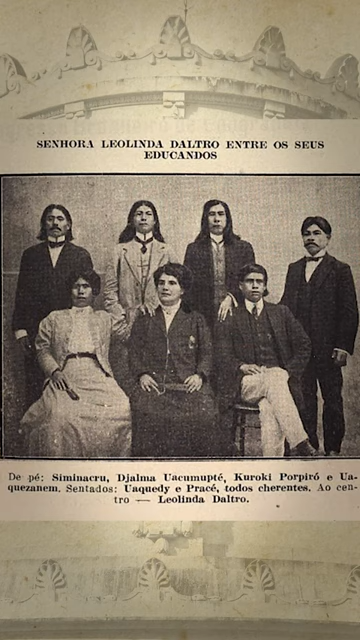 SENHORA LEOLINDA DALTRO ENTRE OS SEUS
EDUCANDOS
De pé: Siminacru, Djalma Uacumupté, Kuroki Porpiró e Ua-
quezanem. Sentados: Uaquedy e Pracé, todos cherentes. Ao cen-
tro — Leolinda Daltro.